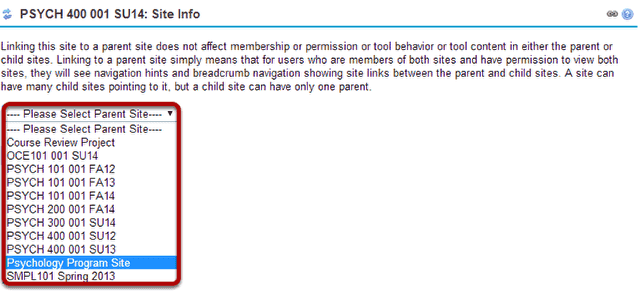 PSYCH 400 001 SU14: Site Info
Linking this site to a parent site does not affect membership or permission or tool behavior or tool content in either the parent or
child sites. Linking to a parent site simply means that for users who are members of both sites and have permission to view both
sites, they will see navigation hints and breadcrumb navigation showing site links between the parent and child sites. A site can
have many child sites pointing to it, but a child site can have only one parent.
---- Please Select Parent Site----
---- Please Select Parent Site----
Course Review Project
OCE101 001 SU14
PSYCH 101 001 FA12
PSYCH 101 001 FA13
PSYCH 101 001 FA14
PSYCH 200 001 FA14
PSYCH 300 001 SU14
PSYCH 400 001 SU12
PSYCH 400 001 SU13
Psychology Program Site
SMPL101 Spring 2013